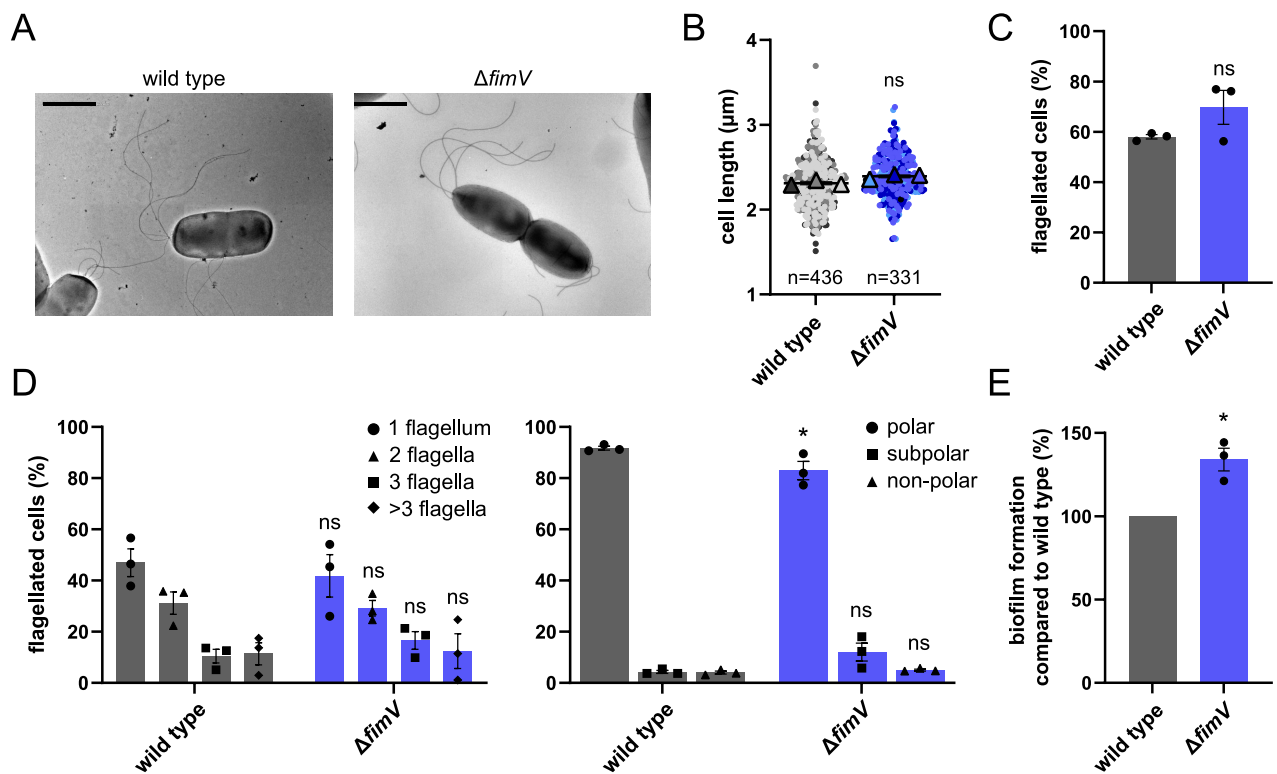 A
wild type
ΔfimV
B
cell length (µm)
4
3
2
1
ns
n=436
n=331
wild type
ΔfimV
C
flagellated cells (%)
100
80
60
40
20
0
ns
wild type
ΔfimV
D
flagellated cells (%)
100
80
60
40
20
0
1 flagellum
2 flagella
3 flagella
>3 flagella
ns
ns
ns
ns
wild type
ΔfimV
100
80
60
40
20
0
*
polar
subpolar
non-polar
ns
ns
wild type
ΔfimV
E
biofilm formation
compared to wild type (%)
150
100
50
0
*
wild type
ΔfimV